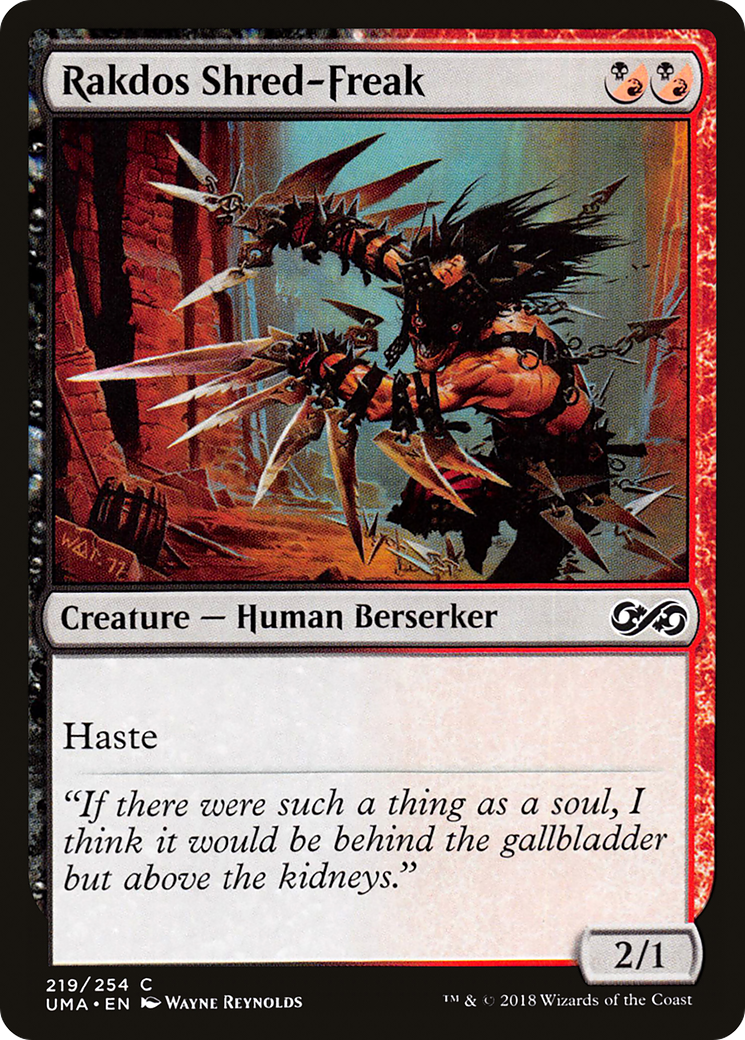 Rakdos Shred-Freak
Creature — Human Berserker
Haste
“If there were such a thing as a soul, I
think it would be behind the gallbladder
but above the kidneys.”
2/1
219/254 C
UMA • EN Wayne Reynolds
™ & © 2018 Wizards of the Coast